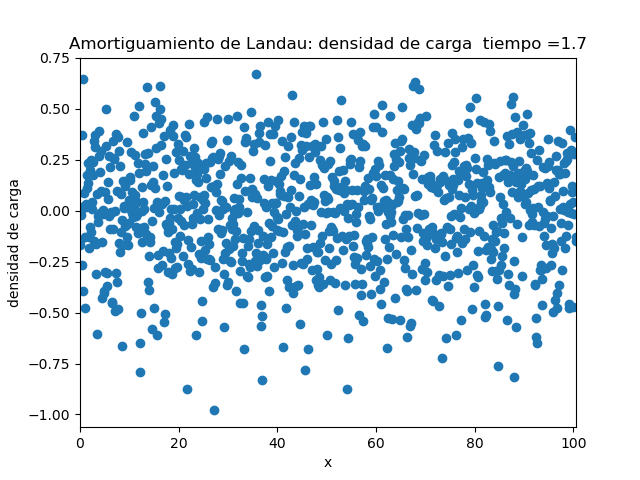 Amortiguamiento de Landau: densidad de carga  tiempo =1.7
0.75
0.50
0.25
0.00
−0.25
−0.50
−0.75
−1.00
densidad de carga
0 20 40 60 80 100
x